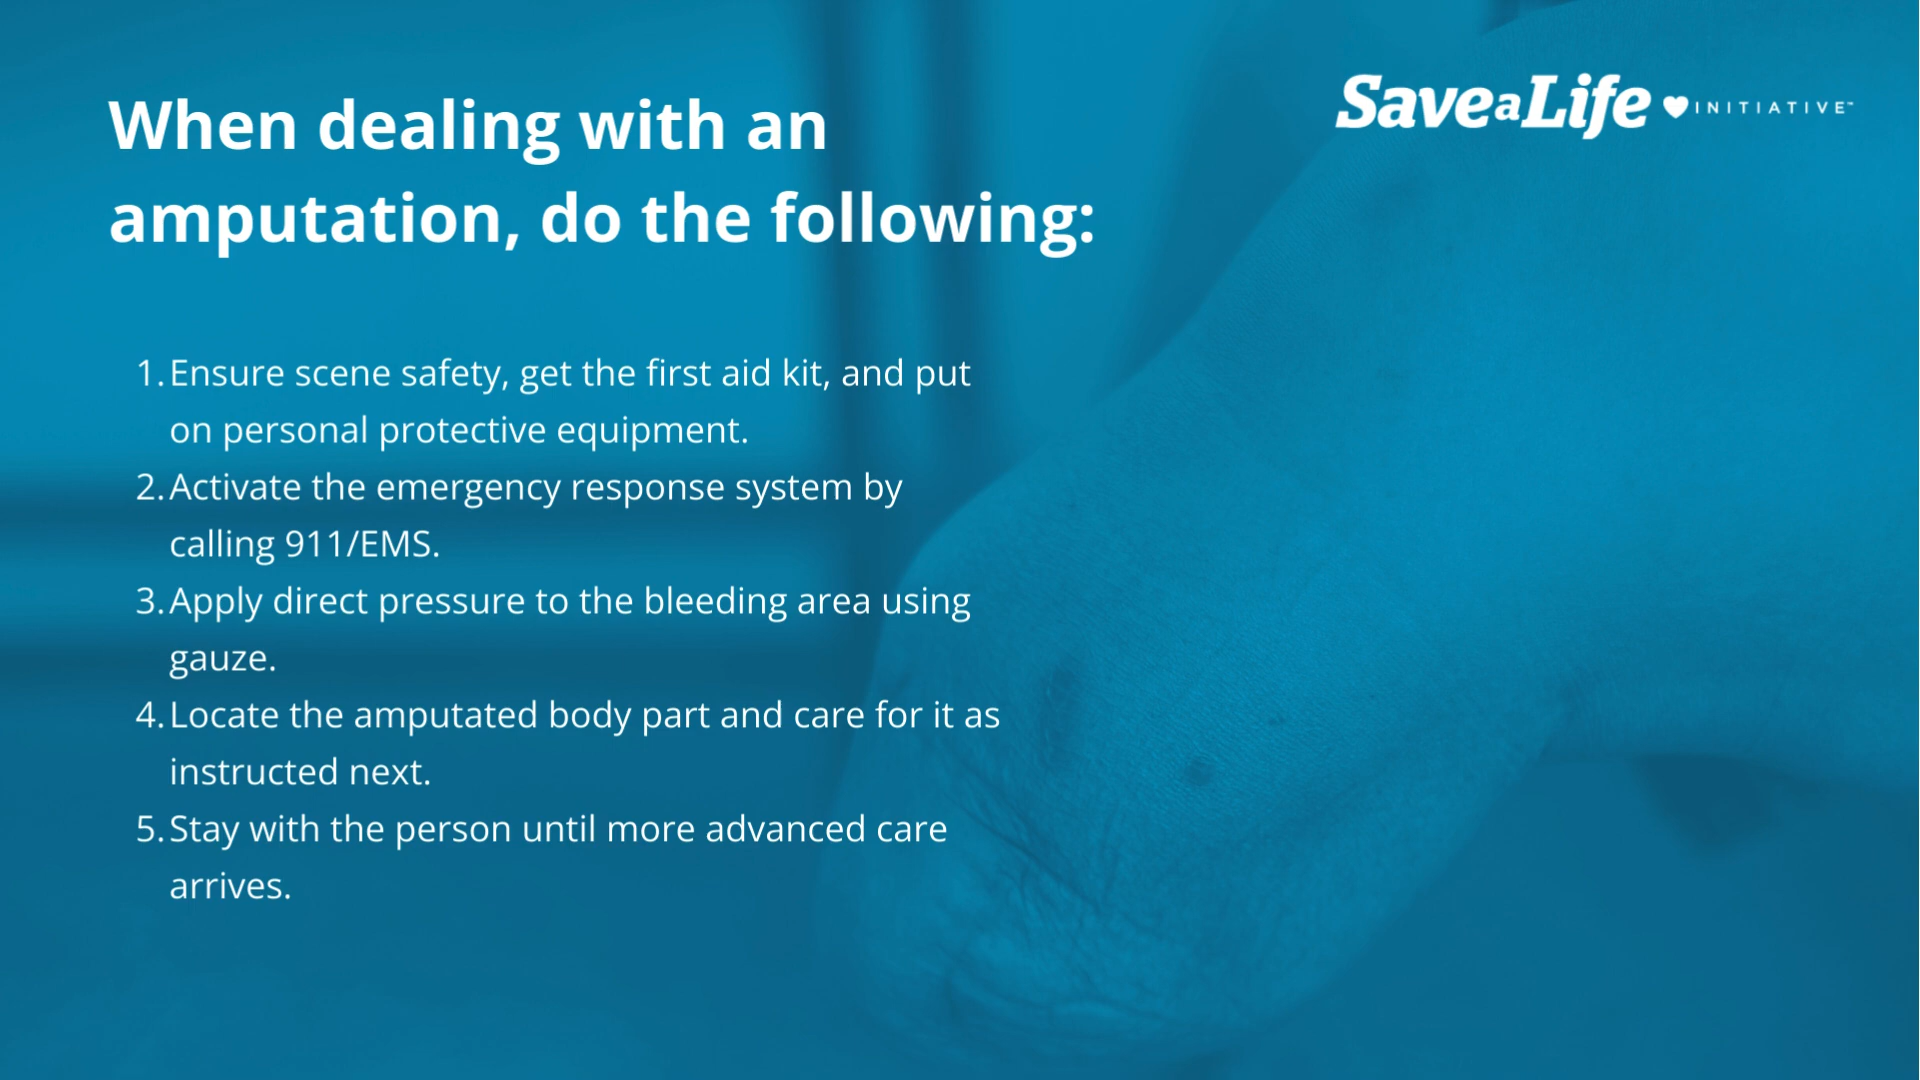 SaveaLife INITIATIVE™
When dealing with an
amputation, do the following:
1. Ensure scene safety, get the first aid kit, and put
on personal protective equipment.
2. Activate the emergency response system by
calling 911/EMS.
3. Apply direct pressure to the bleeding area using
gauze.
4. Locate the amputated body part and care for it as
instructed next.
5. Stay with the person until more advanced care
arrives.